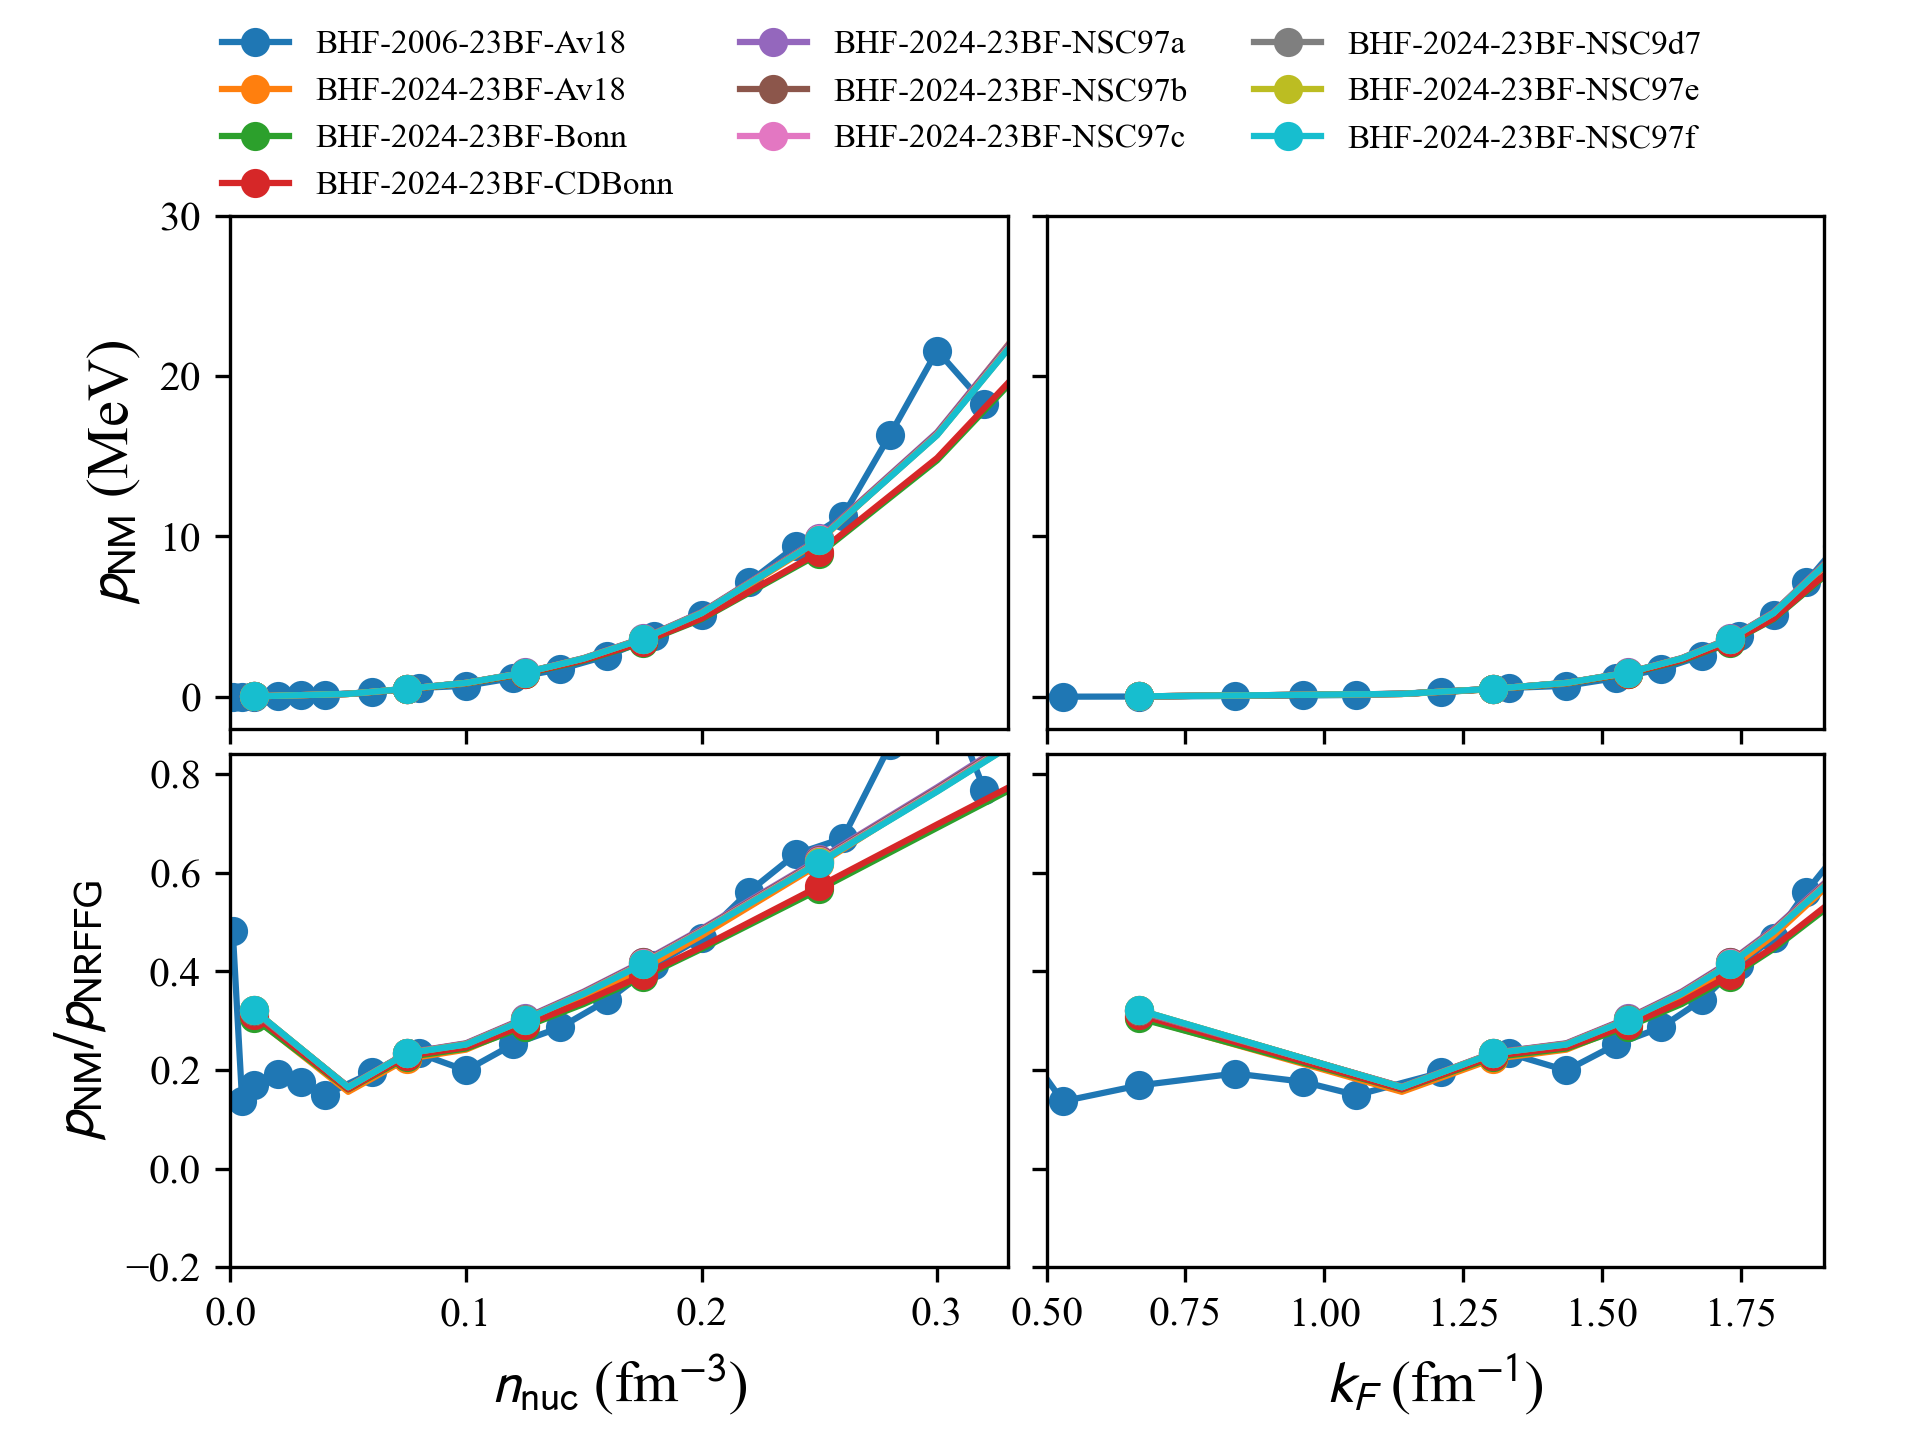 BHF-2006-23BF-Av18
BHF-2024-23BF-Av18
BHF-2024-23BF-Bonn
BHF-2024-23BF-CDBonn
BHF-2024-23BF-NSC97a
BHF-2024-23BF-NSC97b
BHF-2024-23BF-NSC97c
BHF-2024-23BF-NSC9d7
BHF-2024-23BF-NSC97e
BHF-2024-23BF-NSC97f
30
20
10
0
p_NM (MeV)
0.8
0.6
0.4
0.2
0.0
−0.2
p_NM/p_NRFFG
0.0 0.1 0.2 0.3
n_nuc (fm⁻³)
0.50 0.75 1.00 1.25 1.50 1.75
k_F (fm⁻¹)